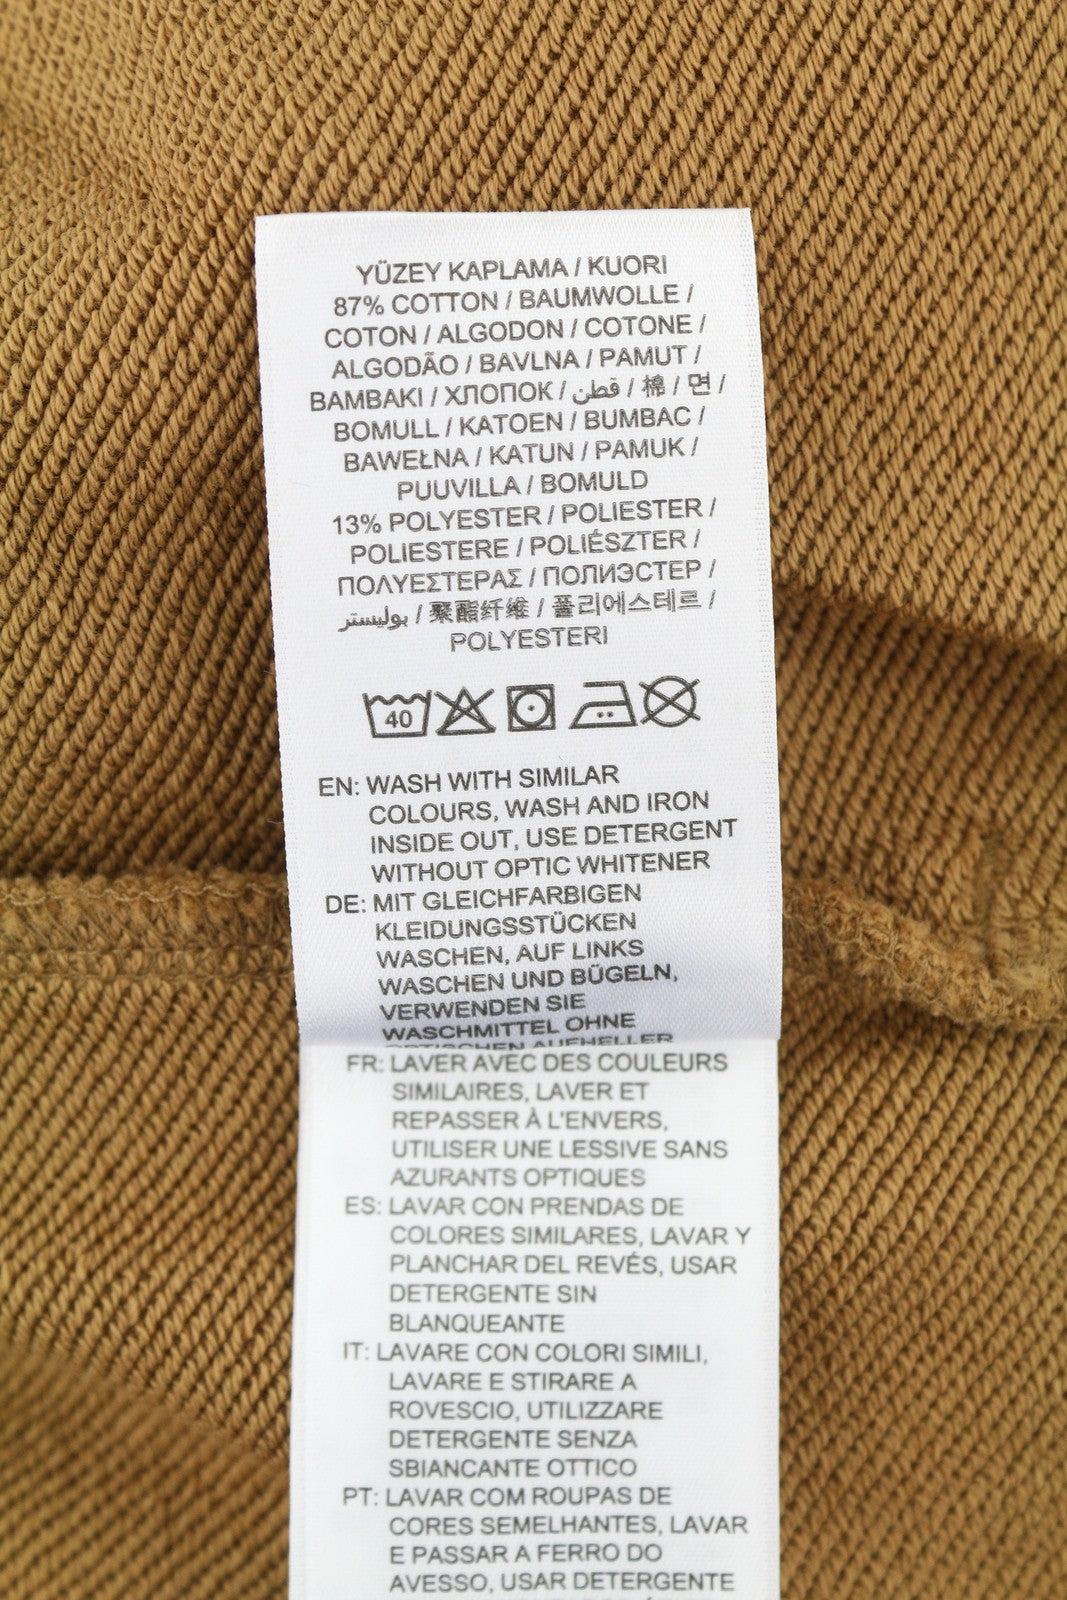 YÜZEY KAPLAMA / KUORI
87% COTTON / BAUMWOLLE /
COTON / ALGODON / COTONE /
ALGODÃO / BAVLNA / PAMUT /
BAMBAKI / ХЛОПОК / قطن / 棉 / 면 /
BOMULL / KATOEN / BUMBAC /
BAWEŁNA / KATUN / PAMUK /
PUUVILLA / BOMULD
13% POLYESTER / POLIESTER /
POLIESTERE / POLIÉSZTER /
ΠΟΛΥΕΣΤΕΡΑΣ / ПОЛИЭСТЕР /
بوليستر / 聚酯纤维 / 폴리에스테르 /
POLYESTERI
40
EN: WASH WITH SIMILAR
COLOURS, WASH AND IRON
INSIDE OUT, USE DETERGENT
WITHOUT OPTIC WHITENER
DE: MIT GLEICHFARBIGEN
KLEIDUNGSSTÜCKEN
WASCHEN, AUF LINKS
WASCHEN UND BÜGELN,
VERWENDEN SIE
WASCHMITTEL OHNE
OPTISCHEN AUFHELLER
FR: LAVER AVEC DES COULEURS
SIMILAIRES, LAVER ET
REPASSER À L'ENVERS,
UTILISER UNE LESSIVE SANS
AZURANTS OPTIQUES
ES: LAVAR CON PRENDAS DE
COLORES SIMILARES, LAVAR Y
PLANCHAR DEL REVÉS, USAR
DETERGENTE SIN
BLANQUEANTE
IT: LAVARE CON COLORI SIMILI,
LAVARE E STIRARE A
ROVESCIO, UTILIZZARE
DETERGENTE SENZA
SBIANCANTE OTTICO
PT: LAVAR COM ROUPAS DE
CORES SEMELHANTES, LAVAR
E PASSAR A FERRO DO
AVESSO, USAR DETERGENTE